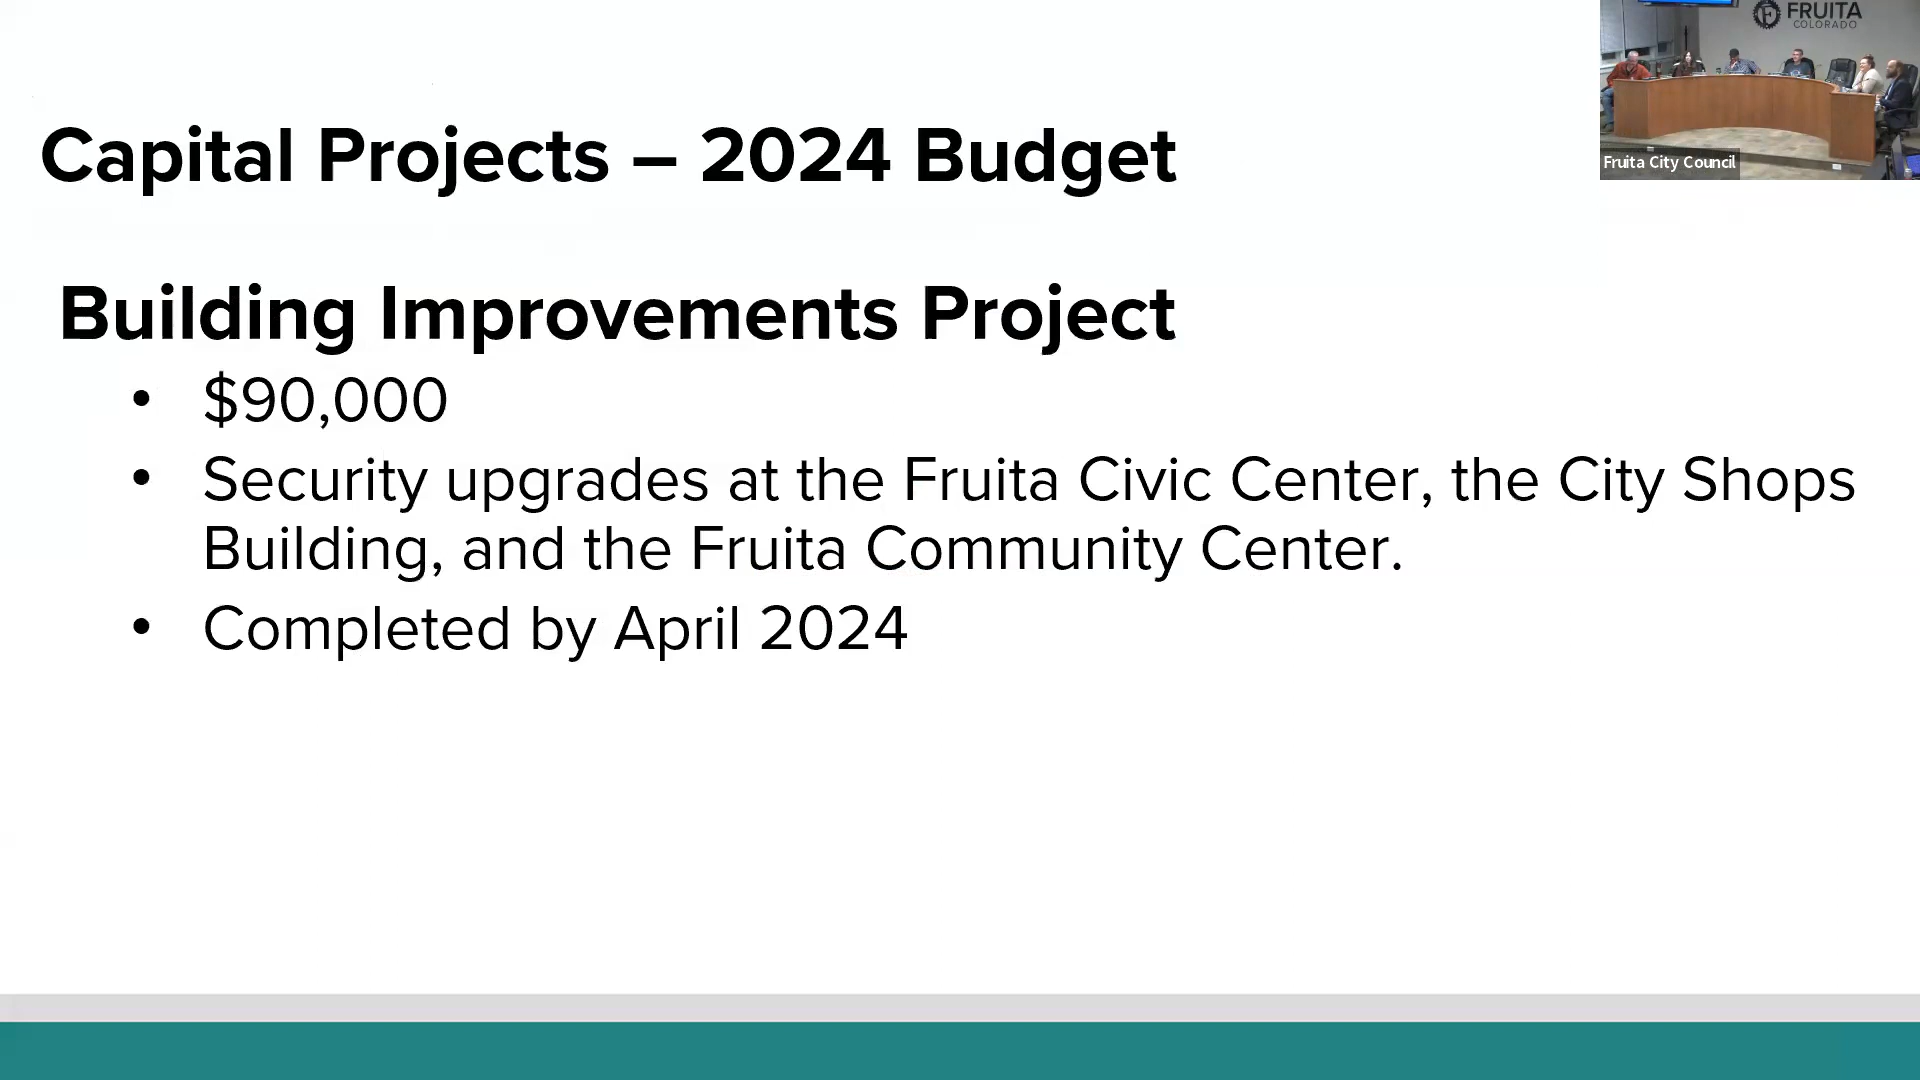 FRUITA
COLORADO
Fruita City Council
Capital Projects – 2024 Budget
Building Improvements Project
• $90,000
• Security upgrades at the Fruita Civic Center, the City Shops
Building, and the Fruita Community Center.
• Completed by April 2024